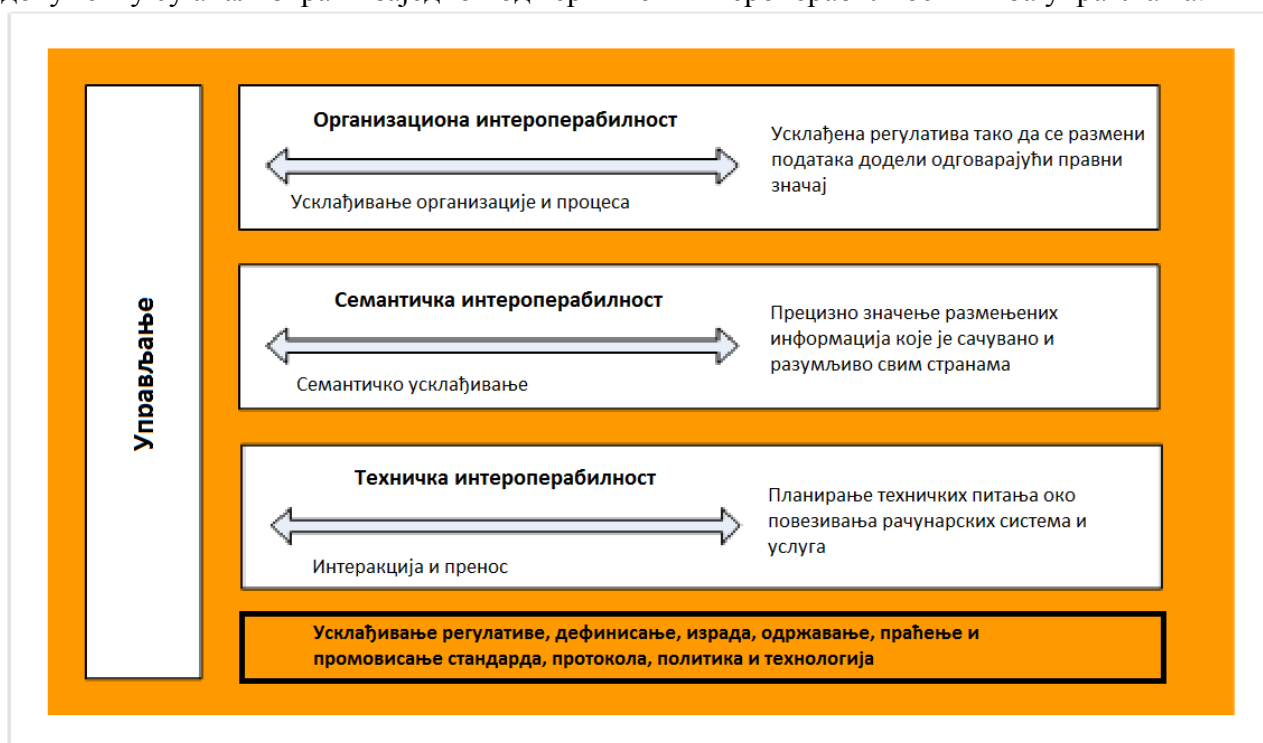 Управљање
Организациона интероперабилност
Усклађивање организације и процеса
Усклађена регулатива тако да се размени
података додели одговарајући правни
значај
Семантичка интероперабилност
Семантичко усклађивање
Прецизно значење размењених
информација које је сачувано и
разумљиво свим странама
Техничка интероперабилност
Интеракција и пренос
Планирање техничких питања око
повезивања рачунарских система и
услуга
Усклађивање регулативе, дефинисање, израда, одржавање, праћење и
промовисање стандарда, протокола, политика и технологија